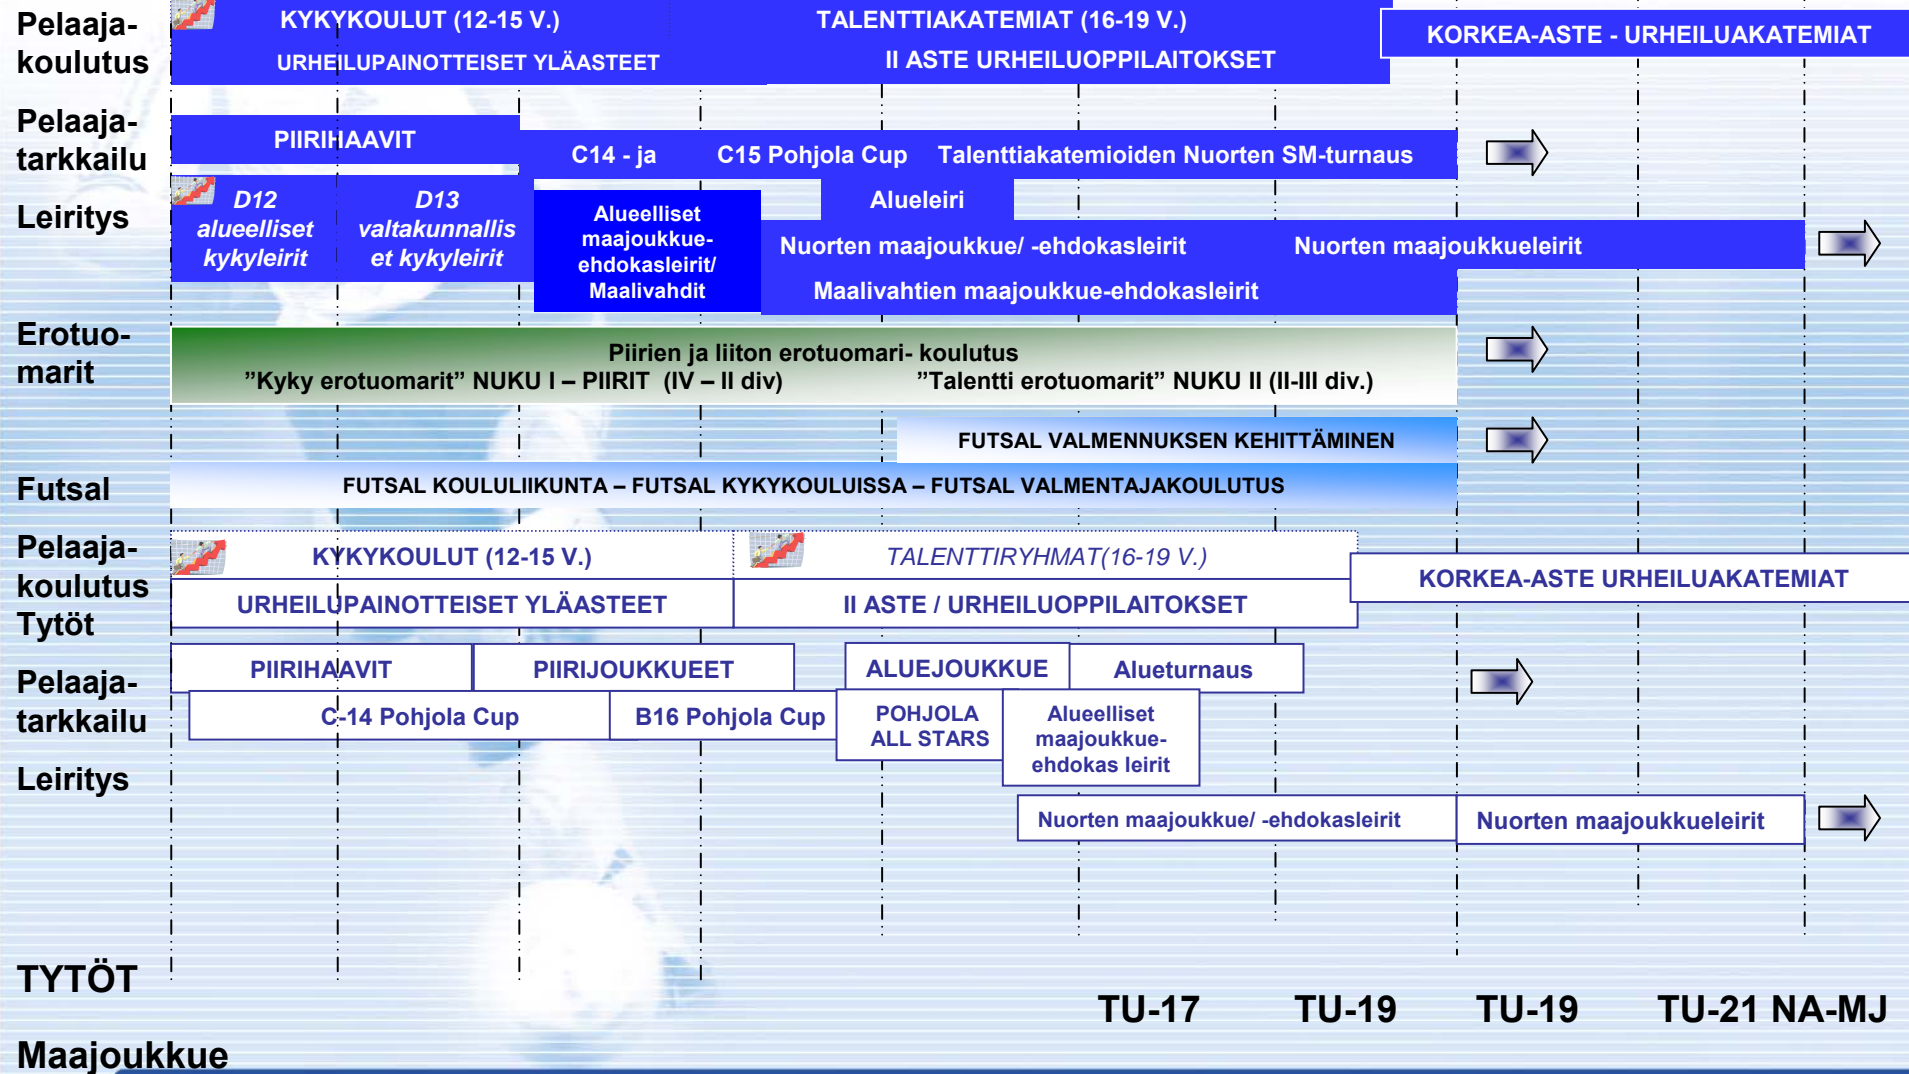 Pelaaja-
koulutus
KYKYKOULUT (12-15 V.)
TALENTTIAKATEMIAT (16-19 V.)
URHEILUPAINOTTEISET YLÄASTEET
II ASTE URHEILUOPPILAITOKSET
KORKEA-ASTE - URHEILUAKATEMIAT
Pelaaja-
tarkkailu
PIIRIHAAVIT
C14 - ja
C15 Pohjola Cup
Talenttiakatemioiden Nuorten SM-turnaus
Leiritys
D12
alueelliset
kykyleirit
D13
valtakunnallis
et kykyleirit
Alueelliset
maajoukkue-
ehdokasleirit/
Maalivahdit
Alueleiri
Nuorten maajoukkue/ -ehdokasleirit
Nuorten maajoukkueleirit
Maalivahtien maajoukkue-ehdokasleirit
Erotuo-
marit
Piirien ja liiton erotuomari- koulutus
”Kyky erotuomarit” NUKU I – PIIRIT (IV – II div)
”Talentti erotuomarit” NUKU II (II-III div.)
FUTSAL VALMENNUKSEN KEHITTÄMINEN
Futsal
FUTSAL KOULULIIKUNTA – FUTSAL KYKYKOULUISSA – FUTSAL VALMENTAJAKOULUTUS
Pelaaja-
koulutus
Tytöt
KYKYKOULUT (12-15 V.)
TALENTTIRYHMAT(16-19 V.)
URHEILUPAINOTTEISET YLÄASTEET
II ASTE / URHEILUOPPILAITOKSET
KORKEA-ASTE URHEILUAKATEMIAT
Pelaaja-
tarkkailu
PIIRIHAAVIT
PIIRIJOUKKUEET
ALUEJOUKKUE
Alueturnaus
C-14 Pohjola Cup
B16 Pohjola Cup
POHJOLA
ALL STARS
Alueelliset
maajoukkue-
ehdokas leirit
Leiritys
Nuorten maajoukkue/ -ehdokasleirit
Nuorten maajoukkueleirit
TYTÖT
TU-17
TU-19
TU-19
TU-21 NA-MJ
Maajoukkue